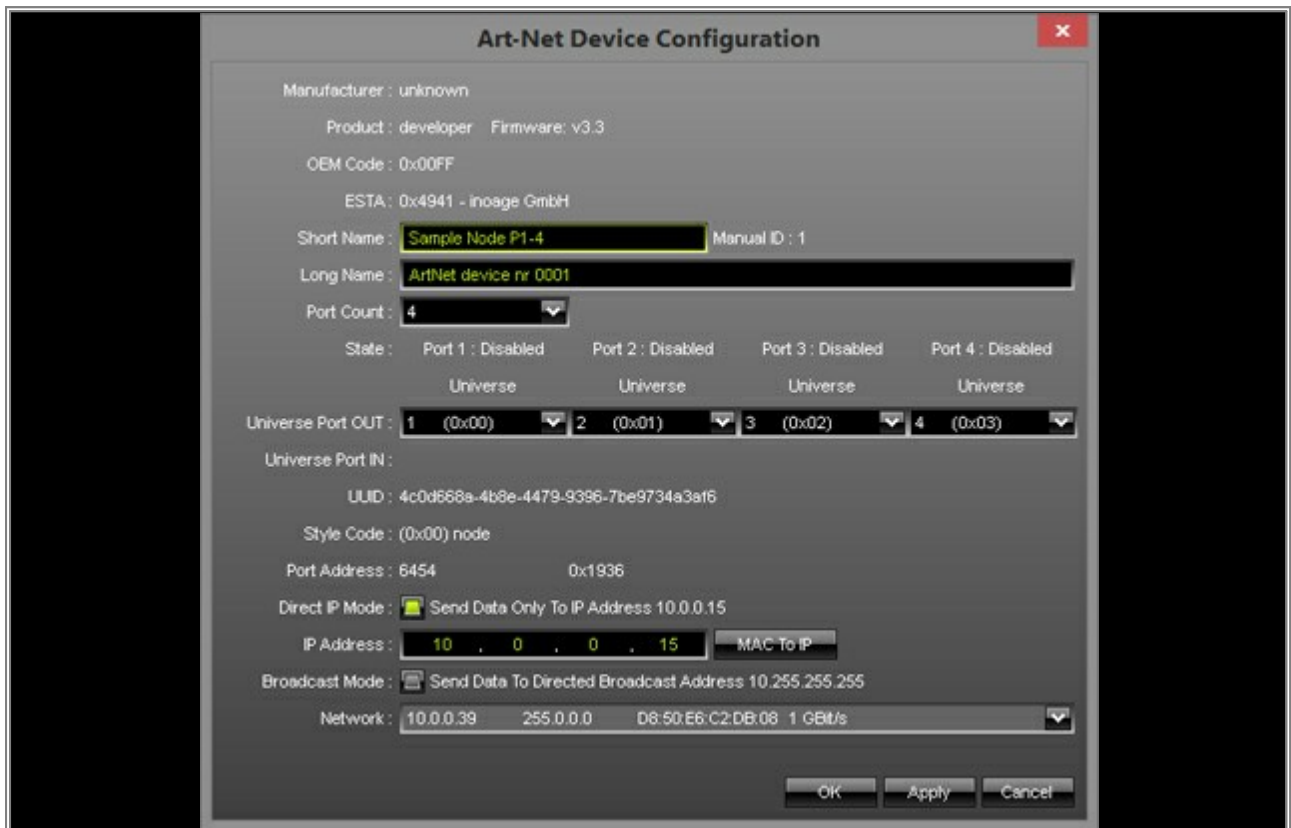 Art-Net Device Configuration
Manufacturer : unknown
Product : developer Firmware: v3.3
OEM Code : 0x00FF
ESTA : 0x4941 - inoage GmbH
Short Name : Sample Node P1-4 Manual ID : 1
Long Name : ArtNet device nr 0001
Port Count : 4
State : Port 1 : Disabled Port 2 : Disabled Port 3 : Disabled Port 4 : Disabled
Universe Universe Universe Universe
Universe Port OUT : 1 (0x00) 2 (0x01) 3 (0x02) 4 (0x03)
Universe Port IN :
UUID : 4c0d668a-4b8e-4479-9396-7be9734a3af6
Style Code : (0x00) node
Port Address : 6454 0x1936
Direct IP Mode : Send Data Only To IP Address 10.0.0.15
IP Address : 10 . 0 . 0 . 15 MAC To IP
Broadcast Mode : Send Data To Directed Broadcast Address 10.255.255.255
Network : 10.0.0.39 255.0.0.0 D8:50:E6:C2:DB:08 1 GBit/s
OK Apply Cancel